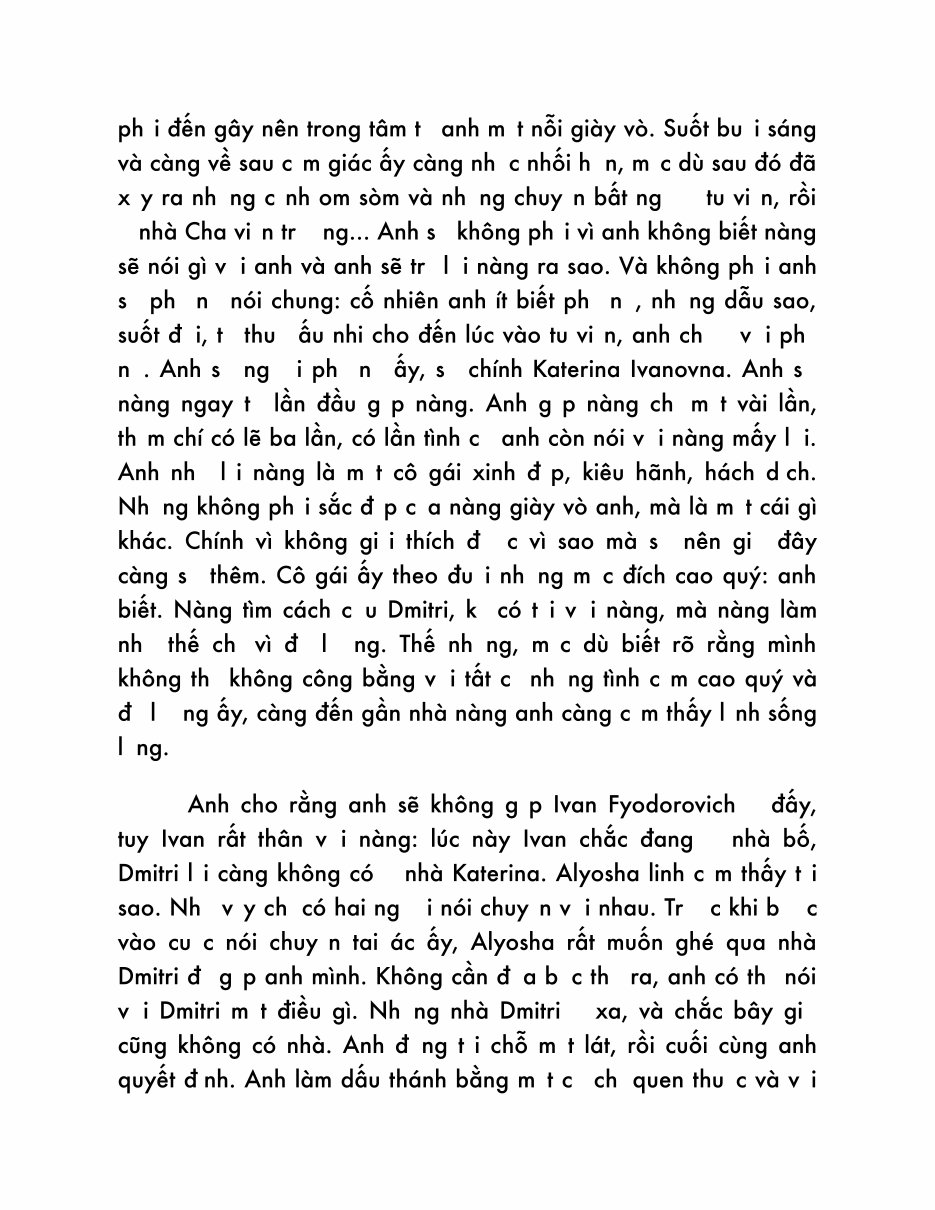 ph i đến gây nên trong tâm t  anh m t nỗi giày vò. Suốt bu i sáng
và càng về sau c m giác ấy càng nh c nhối h n, m c dù sau đó đã
x y ra nh ng c nh om sòm và nh ng chuy n bất ng   tu vi n, rồi
 nhà Cha vi n tr  ng... Anh s  không ph i vì anh không biết nàng
sẽ nói gì v i anh và anh sẽ tr  l i nàng ra sao. Và không ph i anh
s  ph  n  nói chung: cố nhiên anh ít biết ph  n , nh ng dẫu sao,
suốt đ i, t  thu  ấu nhi cho đến lúc vào tu vi n, anh ch   v i ph
n . Anh s  ng  i ph  n  ấy, s  chính Katerina Ivanovna. Anh s
nàng ngay t  lần đầu g p nàng. Anh g p nàng ch  m t vài lần,
th m chí có lẽ ba lần, có lần tình c  anh còn nói v i nàng mấy l i.
Anh nh  l i nàng là m t cô gái xinh đ p, kiêu hãnh, hách d ch.
Nh ng không ph i sắc đ p c a nàng giày vò anh, mà là m t cái gì
khác. Chính vì không gi i thích đ  c vì sao mà s  nên gi  đây
càng s  thêm. Cô gái ấy theo đu i nh ng m c đích cao quý: anh
biết. Nàng tìm cách c u Dmitri, k  có t i v i nàng, mà nàng làm
nh  thế ch  vì đ  l  ng. Thế nh ng, m c dù biết rõ rằng mình
không th  không công bằng v i tất c  nh ng tình c m cao quý và
đ  l  ng ấy, càng đến gần nhà nàng anh càng c m thấy l nh sống
l ng.
Anh cho rằng anh sẽ không g p Ivan Fyodorovich   đấy,
tuy Ivan rất thân v i nàng: lúc này Ivan chắc đang   nhà bố,
Dmitri l i càng không có   nhà Katerina. Alyosha linh c m thấy t i
sao. Nh  v y ch  có hai ng  i nói chuy n v i nhau. Tr  c khi b  c
vào cu c nói chuy n tai ác ấy, Alyosha rất muốn ghé qua nhà
Dmitri đ  g p anh mình. Không cần đ a b c th  ra, anh có th  nói
v i Dmitri m t điều gì. Nh ng nhà Dmitri   xa, và chắc bây gi
cũng không có nhà. Anh đ ng t i chỗ m t lát, rồi cuối cùng anh
quyết đ nh. Anh làm dấu thánh bằng m t c  ch  quen thu c và v i